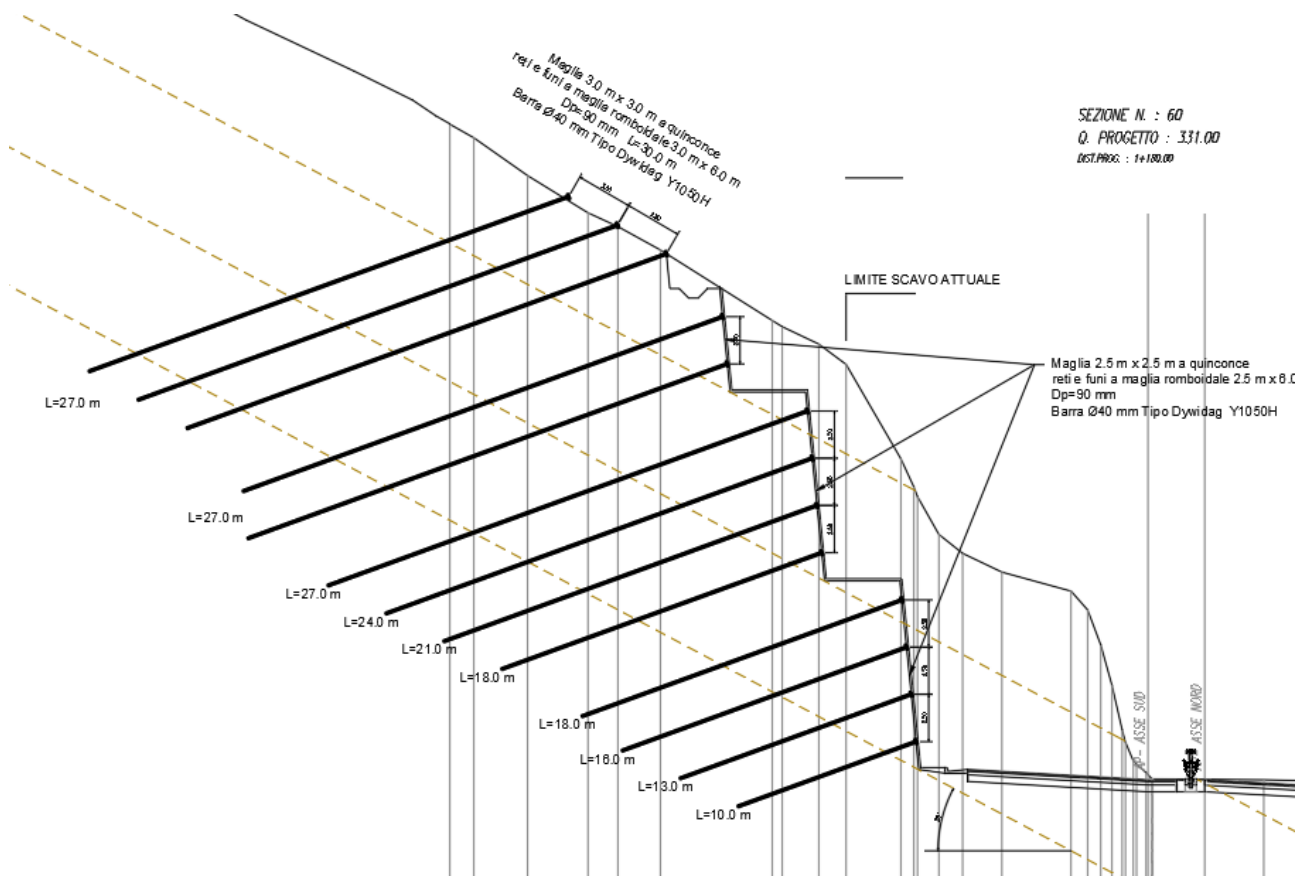 Maglia 3.0 m x 3.0 m a quinconce
reti e funi a maglia romboidale 3.0 m x 6.0 m
Dp=90 mm L=30.0 m
Barra Ø40 mm Tipo Dywidag Y1050H
SEZIONE N. : 60
Q. PROGETTO : 331.00
DIST.PROG. : 1+180.00
LIMITE SCAVO ATTUALE
Maglia 2.5 m x 2.5 m a quinconce
reti e funi a maglia romboidale 2.5 m x 6.0
Dp=90 mm
Barra Ø40 mm Tipo Dywidag Y1050H
L=27.0 m
L=27.0 m
L=27.0 m
L=24.0 m
L=21.0 m
L=18.0 m
L=18.0 m
L=16.0 m
L=13.0 m
L=10.0 m
ASSE SUD
ASSE NORD